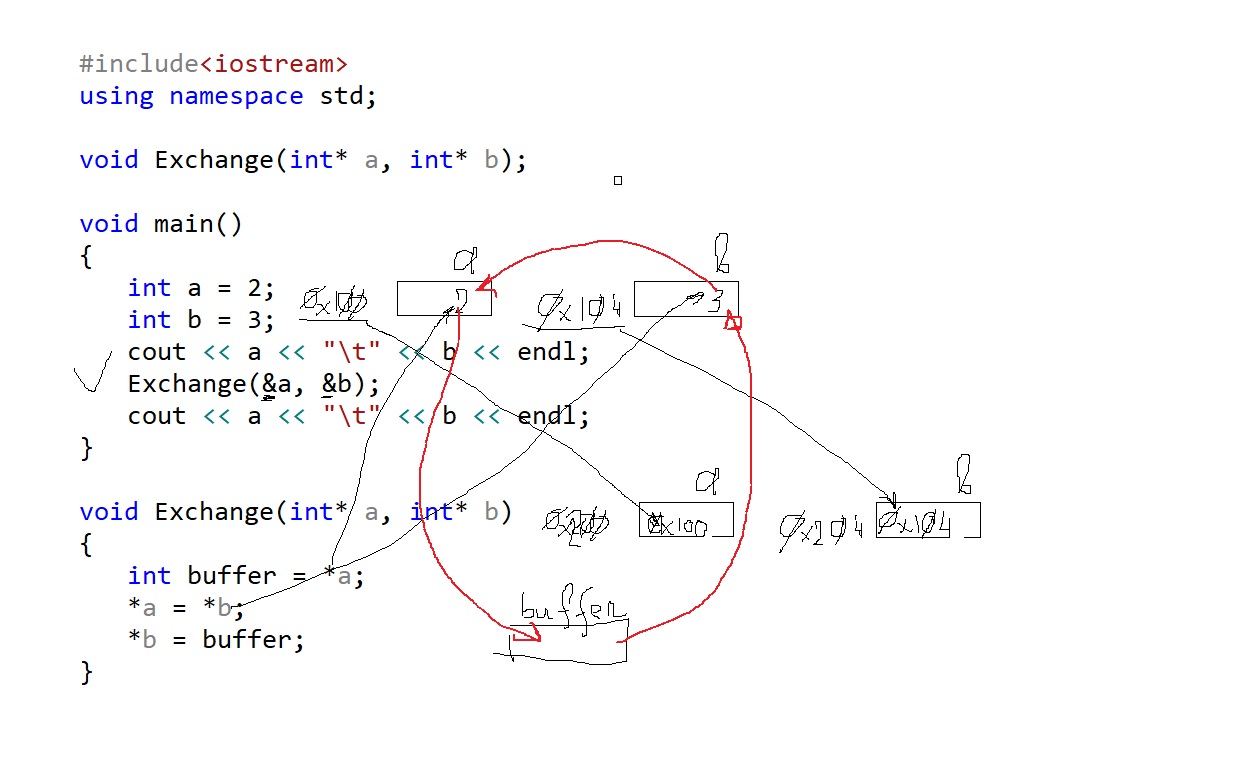 #include<iostream>
using namespace std;
void Exchange(int* a, int* b);
void main()
{
a b
int a = 2; 0x100 2 0x104 3
int b = 3;
cout << a << "\t" << b << endl;
Exchange(&a, &b);
cout << a << "\t" << b << endl;
}
a b
void Exchange(int* a, int* b) 0x200 0x100 0x204 0x104
{
int buffer = *a;
*a = *b; buffer
*b = buffer;
}